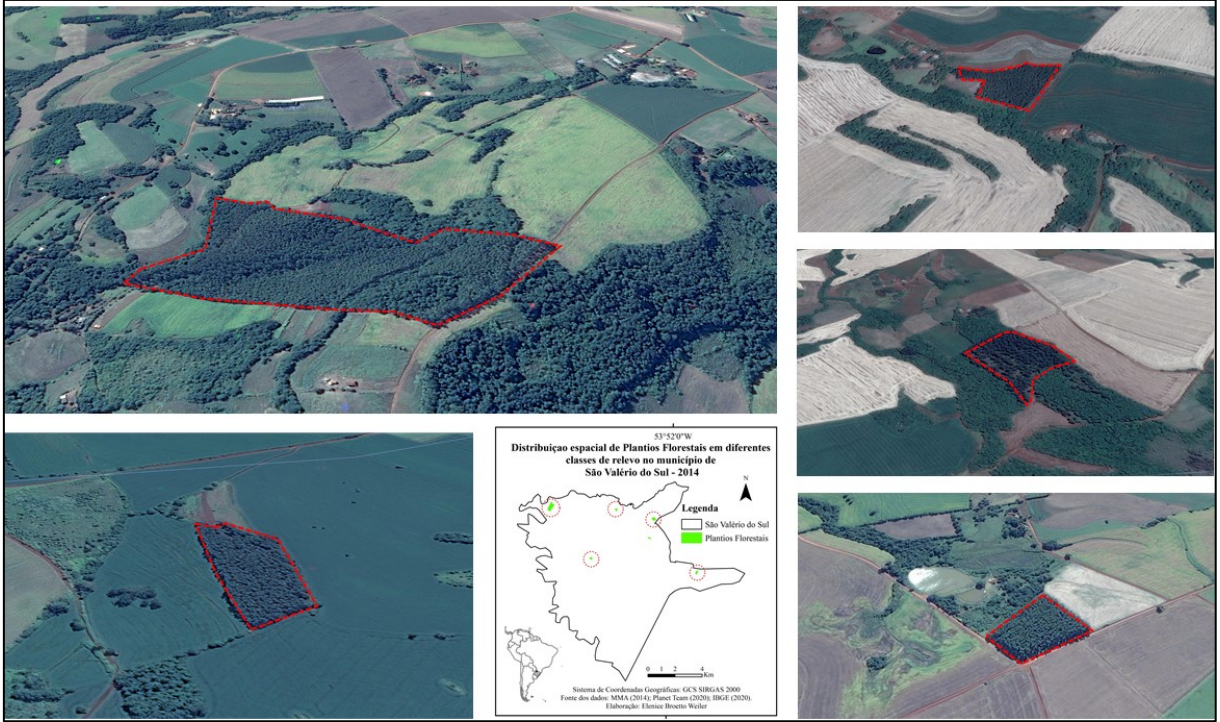 53°52'0"W
Distribuiçao espacial de Plantios Florestais em diferentes
classes de relevo no município de
São Valério do Sul - 2014
N
Legenda
São Valério do Sul
Plantios Florestais
0 1 2 4
Km
Sistema de Coordenadas Geográficas: GCS SIRGAS 2000
Fonte dos dados: MMA (2014); Planet Team (2020); IBGE (2020).
Elaboração: Elenice Broetto Weiler